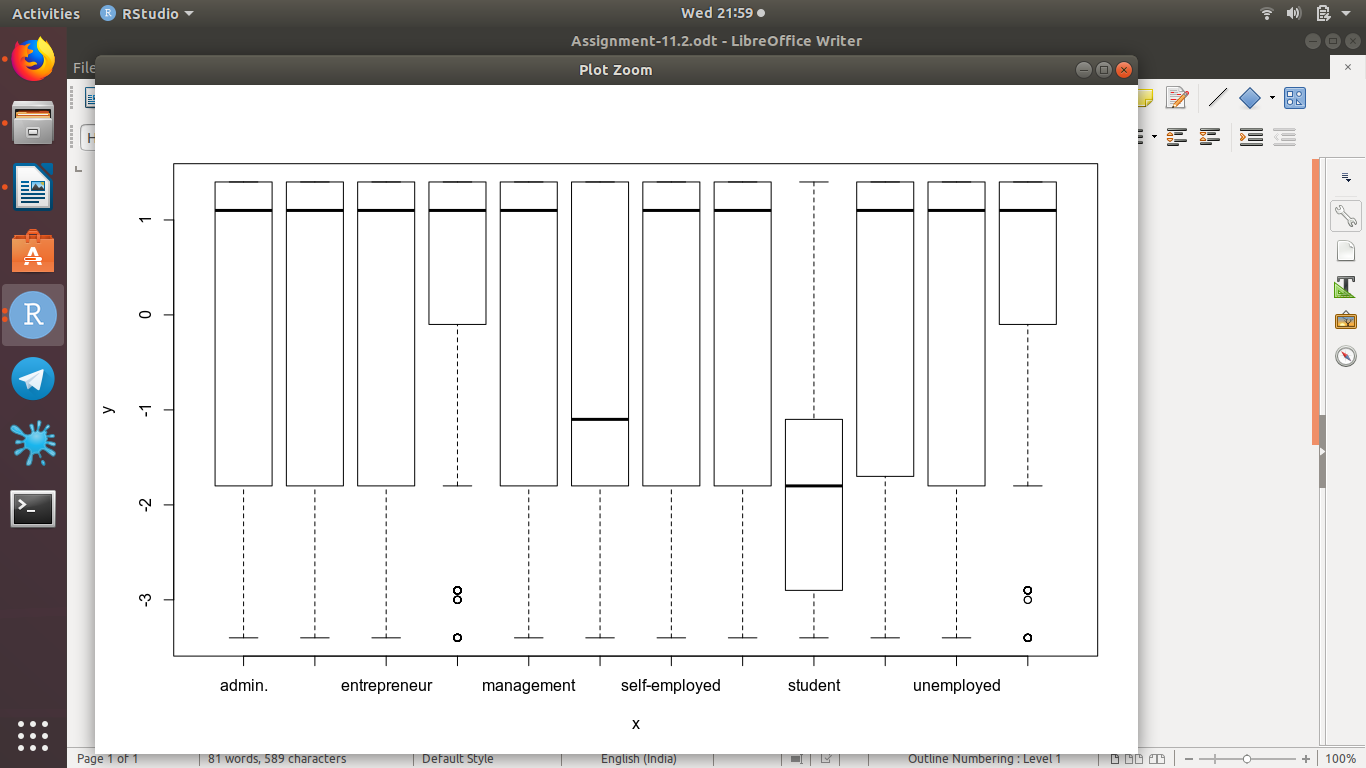 Activities RStudio Wed 21:59
Assignment-11.2.odt - LibreOffice Writer
File
Plot Zoom
H
1
0
-1
-2
-3
y
admin. entrepreneur management self-employed student unemployed
x
Page 1 of 1 81 words, 589 characters Default Style English (India) Outline Numbering : Level 1 100%